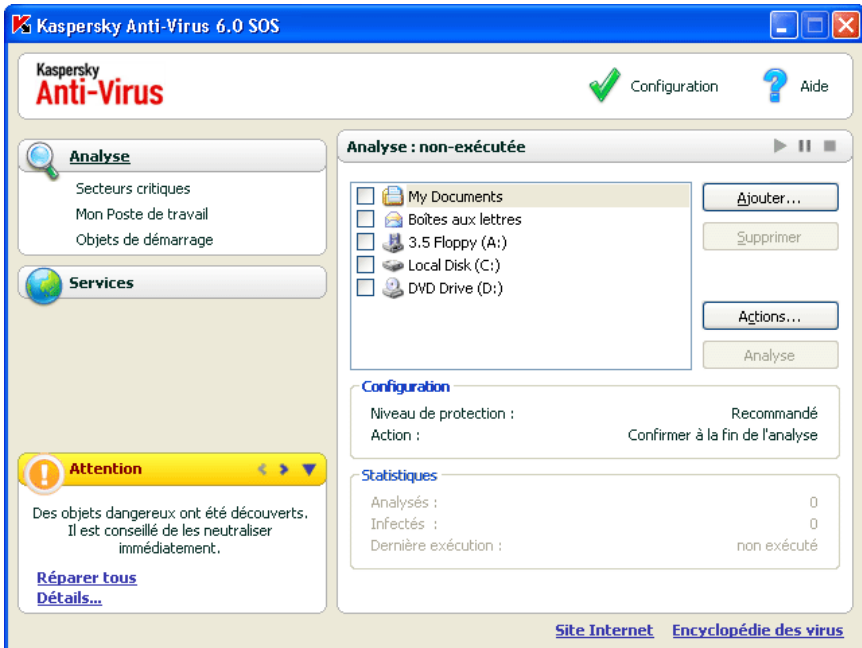 Kaspersky Anti-Virus 6.0 SOS
Kaspersky
Anti-Virus
Configuration
Aide
Analyse
Secteurs critiques
Mon Poste de travail
Objets de démarrage
Services
Attention
Des objets dangereux ont été découverts.
Il est conseillé de les neutraliser
immédiatement.
Réparer tous
Détails...
Analyse : non-exécutée
My Documents
Boîtes aux lettres
3.5 Floppy (A:)
Local Disk (C:)
DVD Drive (D:)
Ajouter...
Supprimer
Actions...
Analyse
Configuration
Niveau de protection : Recommandé
Action : Confirmer à la fin de l'analyse
Statistiques
Analysés : 0
Infectés : 0
Dernière exécution : non exécuté
Site Internet Encyclopédie des virus